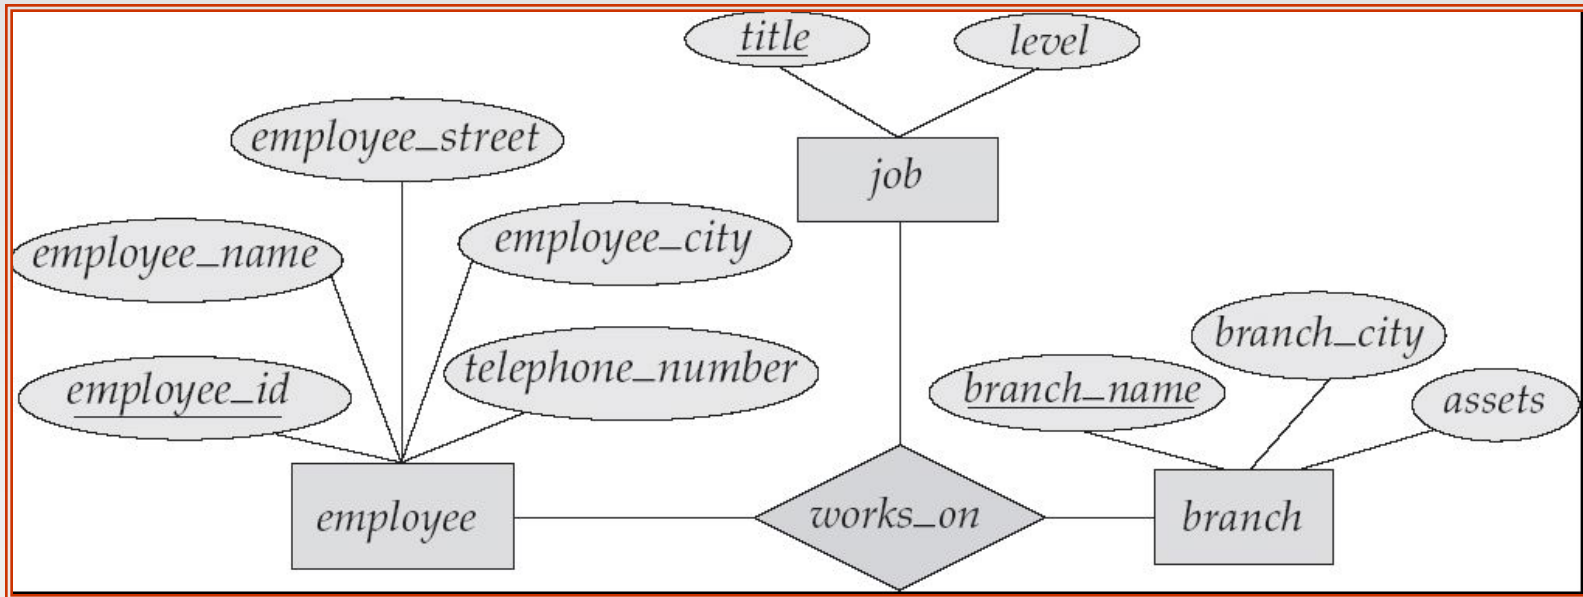 title
level
employee_street
job
employee_name
employee_city
branch_city
employee_id
telephone_number
branch_name
assets
employee
works_on
branch